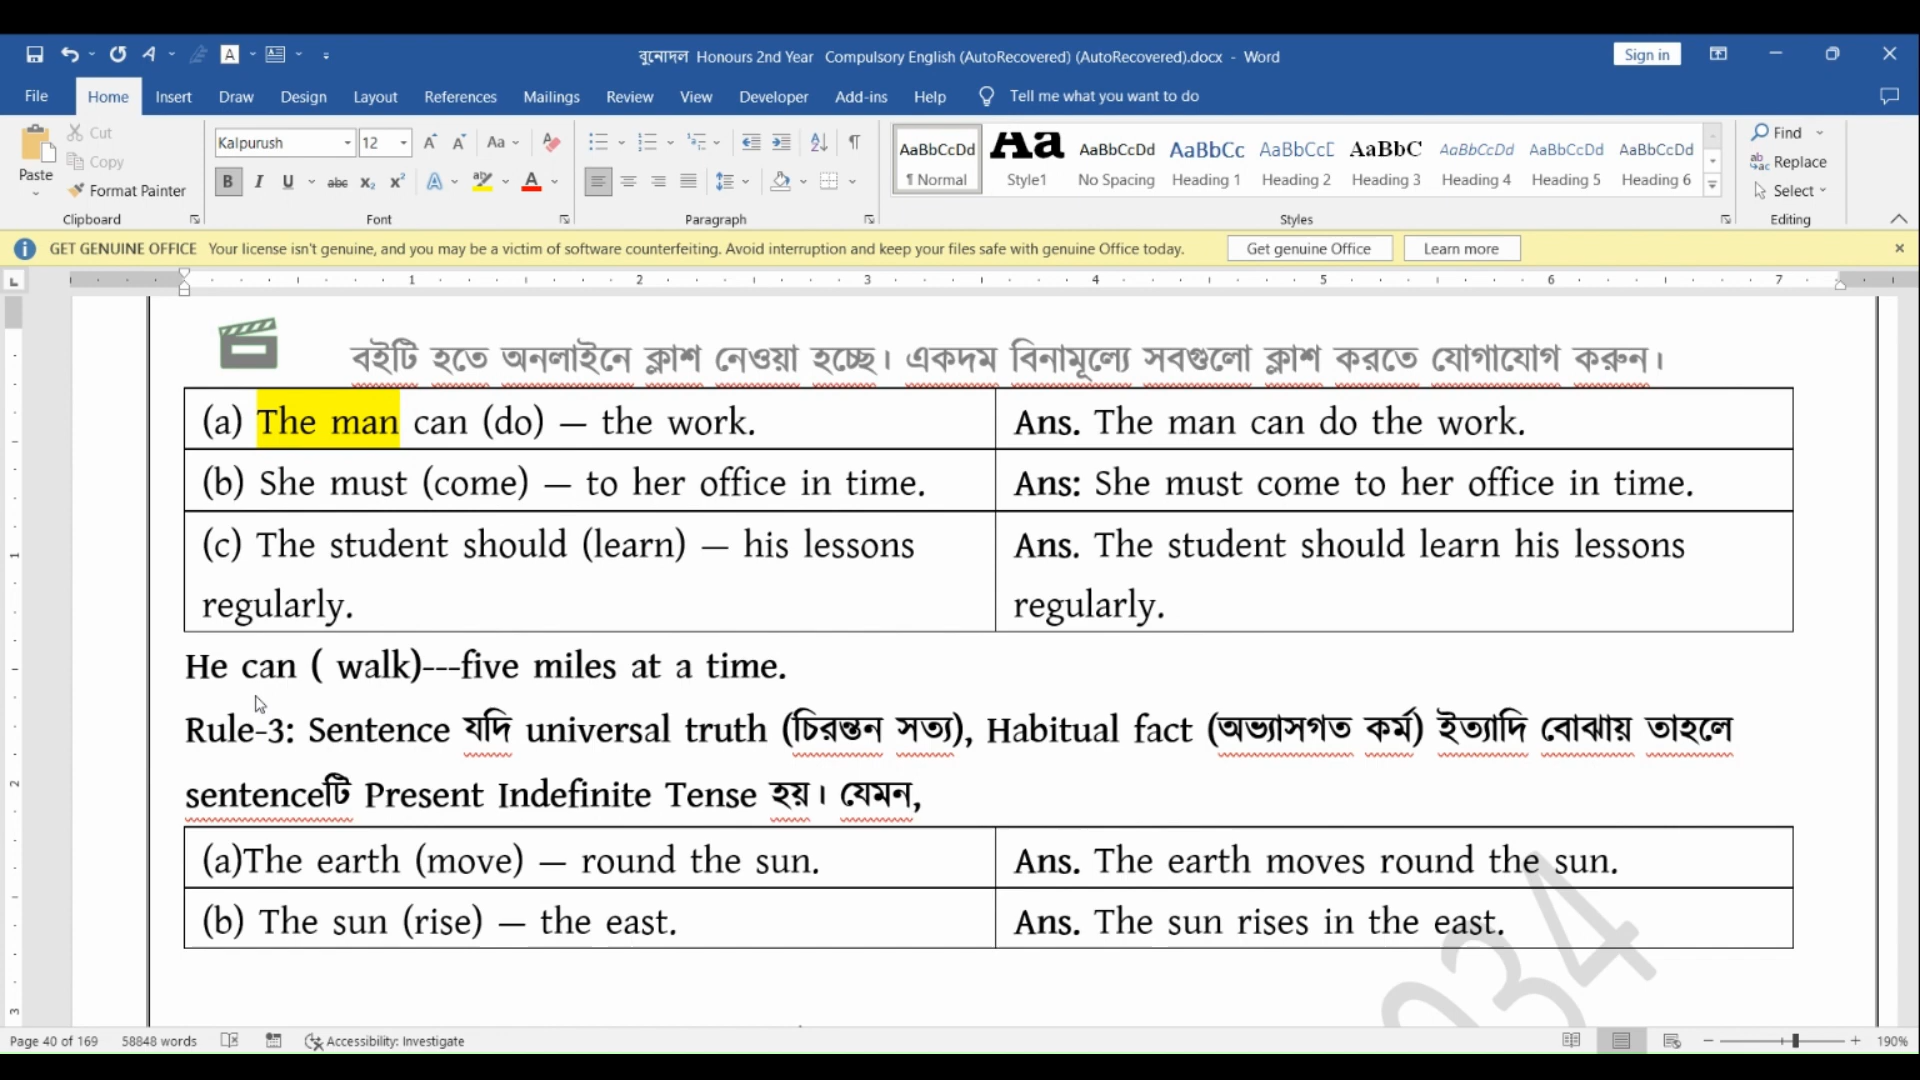 বুনোদল Honours 2nd Year Compulsory English (AutoRecovered) (AutoRecovered).docx - Word
Sign in
File Home Insert Draw Design Layout References Mailings Review View Developer Add-ins Help Tell me what you want to do
Paste
Cut
Copy
Format Painter
Clipboard
Kalpurush 12
Font
Paragraph
AaBbCcDd AaBbCcDd AaBbCc AaBbCcC AaBbC AaBbCcDd AaBbCcDd AaBbCcDd
¶ Normal Style1 No Spacing Heading 1 Heading 2 Heading 3 Heading 4 Heading 5 Heading 6
Styles
Find
Replace
Select
Editing
GET GENUINE OFFICE Your license isn't genuine, and you may be a victim of software counterfeiting. Avoid interruption and keep your files safe with genuine Office today. Get genuine Office Learn more
1 2 3 4 5 6 7
বইটি হতে অনলাইনে ক্লাশ নেওয়া হচ্ছে। একদম বিনামূল্যে সবগুলো ক্লাশ করতে যোগাযোগ করুন।
(a) The man can (do) — the work. Ans. The man can do the work.
(b) She must (come) — to her office in time. Ans: She must come to her office in time.
(c) The student should (learn) — his lessons Ans. The student should learn his lessons
regularly. regularly.
He can ( walk)---five miles at a time.
Rule-3: Sentence যদি universal truth (চিরন্তন সত্য), Habitual fact (অভ্যাসগত কর্ম) ইত্যাদি বোঝায় তাহলে
sentenceটি Present Indefinite Tense হয়। যেমন,
(a)The earth (move) — round the sun. Ans. The earth moves round the sun.
(b) The sun (rise) — the east. Ans. The sun rises in the east.
034
Page 40 of 169 58848 words Accessibility: Investigate 190%